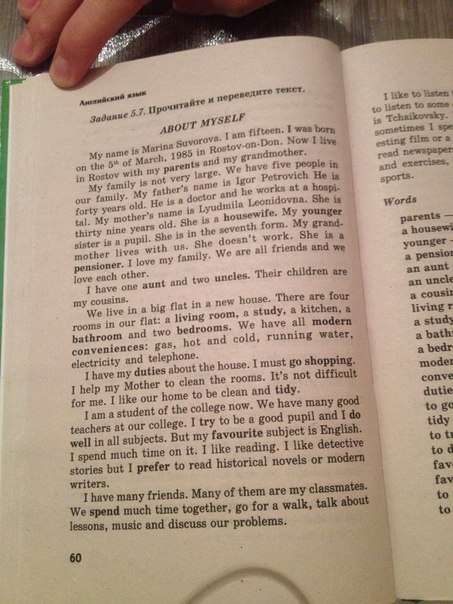 Английский язык
Задание 5.7. Прочитайте и переведите текст.
ABOUT MYSELF
My name is Marina Suvorova. I am fifteen. I was born
on the 5th of March, 1985 in Rostov-on-Don. Now I live
in Rostov with my parents and my grandmother.
My family is not very large. We have five people in
our family. My father's name is Igor Petrovich He is
forty years old. He is a doctor and he works at a hospi-
tal. My mother's name is Lyudmila Leonidovna. She is
thirty nine years old. She is a housewife. My younger
sister is a pupil. She is in the seventh form. My grand-
mother lives with us. She doesn't work. She is a
pensioner. I love my family. We are all friends and we
love each other.
I have one aunt and two uncles. Their children are
my cousins.
We live in a big flat in a new house. There are four
rooms in our flat: a living room, a study, a kitchen, a
bathroom and two bedrooms. We have all modern
conveniences: gas, hot and cold, running water,
electricity and telephone.
I have my duties about the house. I must go shopping.
I help my Mother to clean the rooms. It's not difficult
for me. I like our home to be clean and tidy.
I am a student of the college now. We have many good
teachers at our college. I try to be a good pupil and I do
well in all subjects. But my favourite subject is English.
I spend much time on it. I like reading. I like detective
stories but I prefer to read historical novels or modern
writers.
I have many friends. Many of them are my classmates.
We spend much time together, go for a walk, talk about
lessons, music and discuss our problems.
60
I like to listen
to listen to some
is Tchaikovsky.
sometimes I spe
esting film or a
read newspaper
and exercises,
sports.
Words
parents —
a housewi
younger –
a pensio
an aunt
an uncle
a cousin
living r
a study
a bath
a bedr
moder
conve
dutie
to go
tidy
to t
to d
fav
fav
to
to